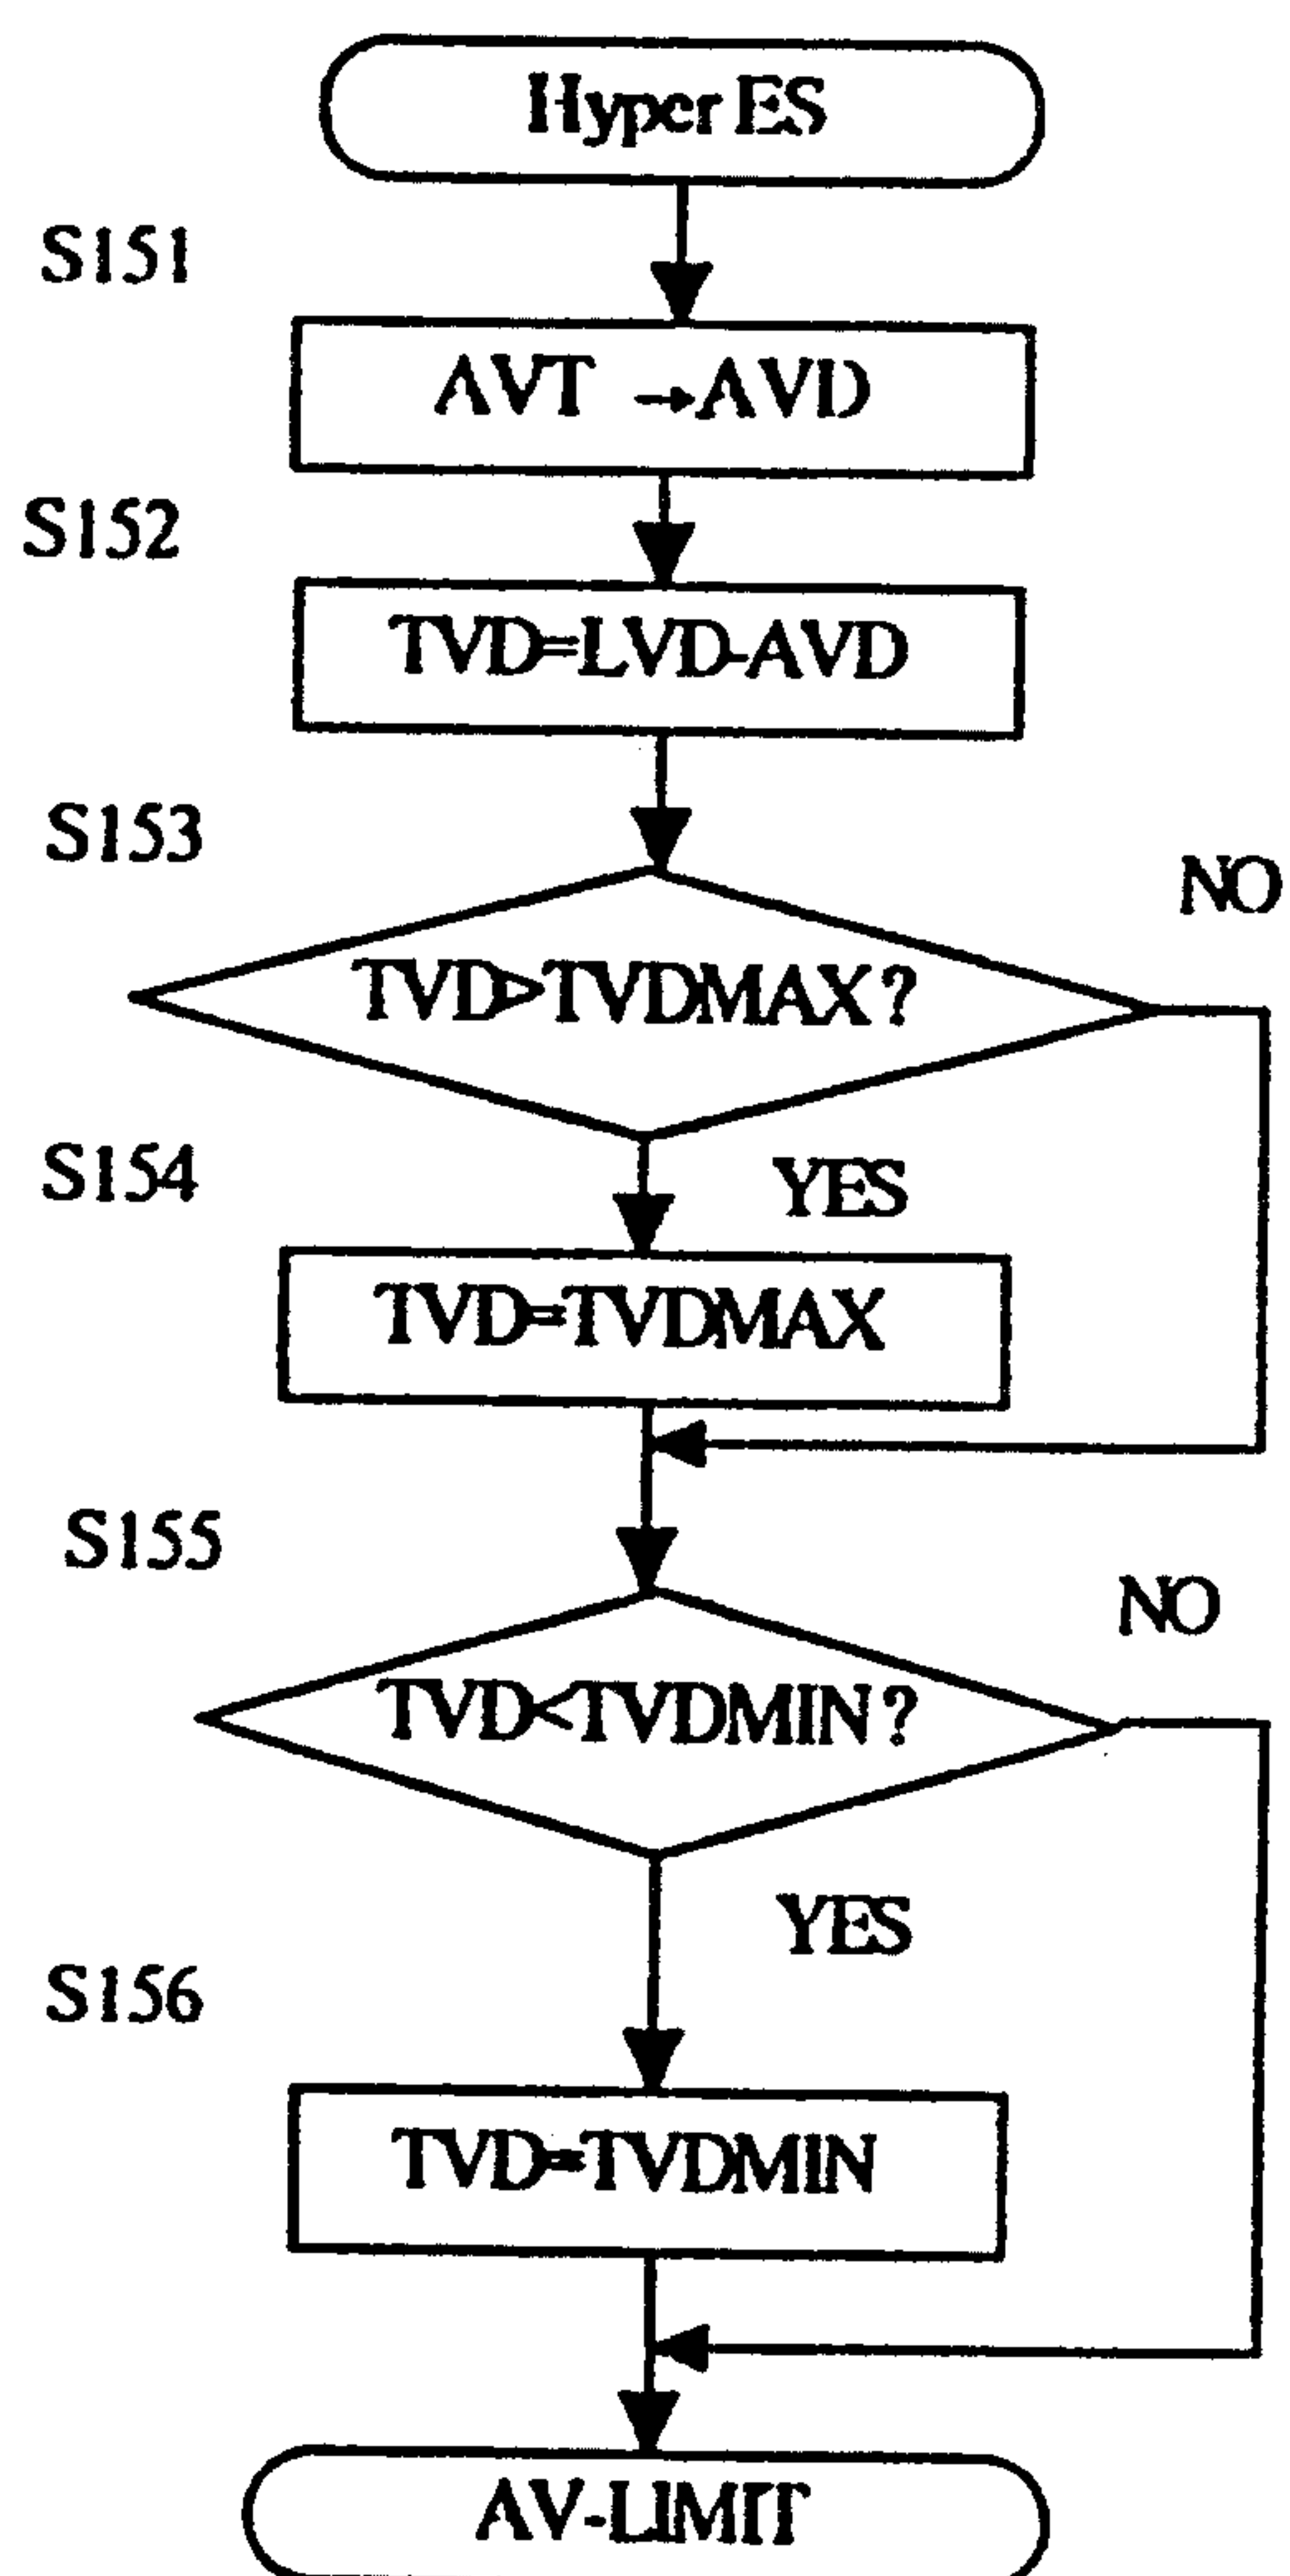 Hyper ES
S151
AVT →AVD
S152
TVD=LVD-AVD
S153
NO
TVD>TVDMAX?
S154
YES
TVD=TVDMAX
S155
NO
TVD<TVDMIN?
YES
S156
TVD=TVDMIN
AV-LIMIT